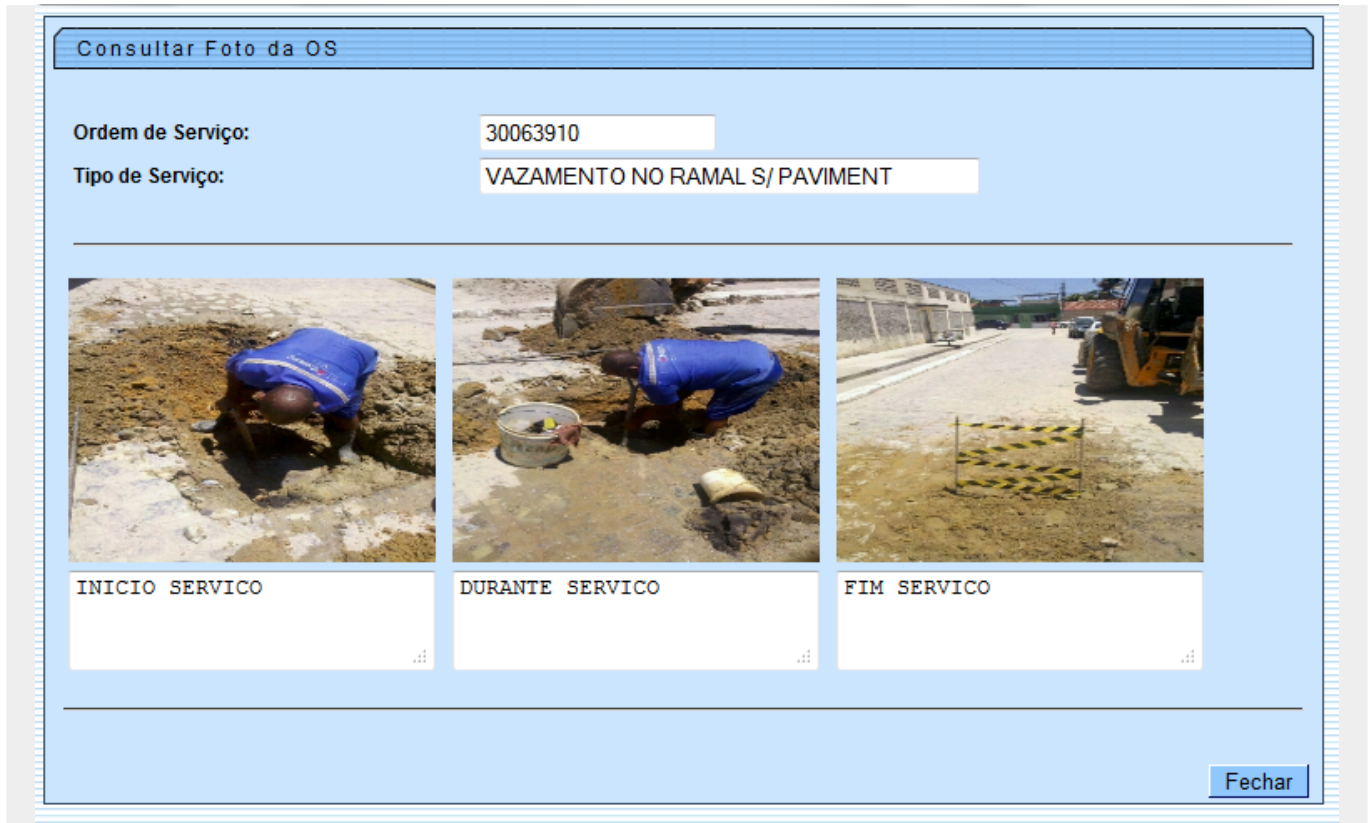 Consultar Foto da OS
Ordem de Serviço: 30063910
Tipo de Serviço: VAZAMENTO NO RAMAL S/ PAVIMENT
INICIO SERVICO
DURANTE SERVICO
FIM SERVICO
Fechar